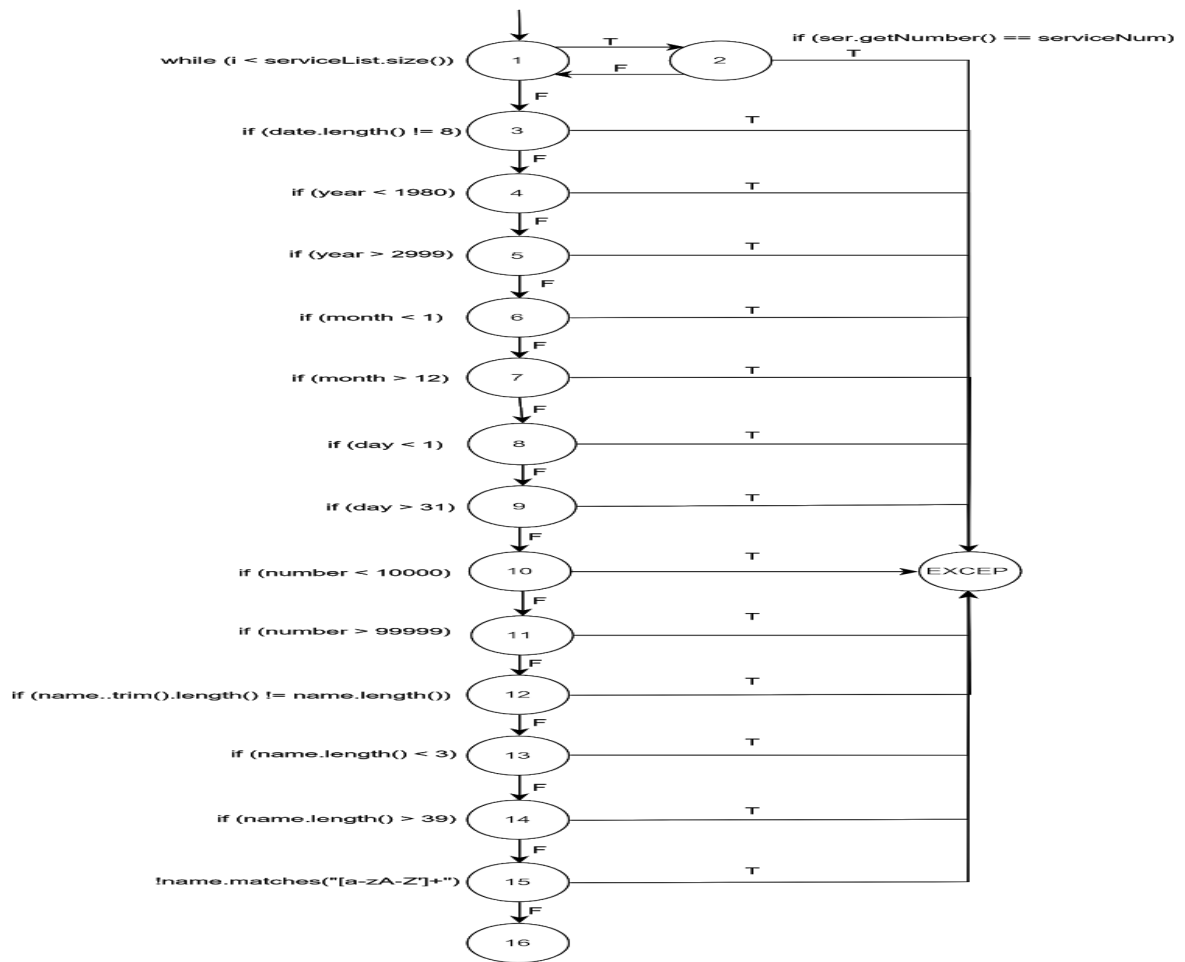 T
if (ser.getNumber() == serviceNum)
while (i < serviceList.size())
1
2
T
F
F
if (date.length() != 8)
3
T
F
if (year < 1980)
4
T
F
if (year > 2999)
5
T
F
if (month < 1)
6
T
F
if (month > 12)
7
T
F
if (day < 1)
8
T
F
if (day > 31)
9
T
F
if (number < 10000)
10
T
EXCEP
F
if (number > 99999)
11
T
F
if (name..trim().length() != name.length())
12
T
F
if (name.length() < 3)
13
T
F
if (name.length() > 39)
14
T
F
!name.matches("[a-zA-Z']+")
15
T
F
16